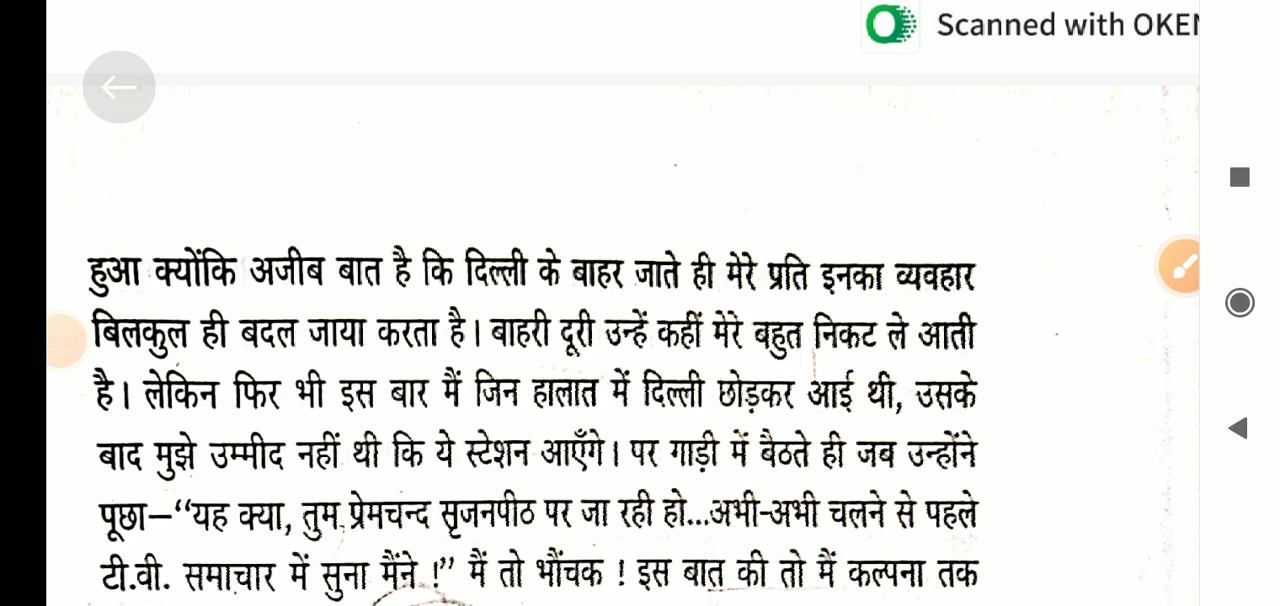 Scanned with OKEN
हुआ क्योंकि अजीब बात है कि दिल्ली के बाहर जाते ही मेरे प्रति इनका व्यवहार
बिलकुल ही बदल जाया करता है। बाहरी दूरी उन्हें कहीं मेरे बहुत निकट ले आती
है। लेकिन फिर भी इस बार मैं जिन हालात में दिल्ली छोड़कर आई थी, उसके
बाद मुझे उम्मीद नहीं थी कि ये स्टेशन आएँगे। पर गाड़ी में बैठते ही जब उन्होंने
पूछा–“यह क्या, तुम प्रेमचन्द सृजनपीठ पर जा रही हो...अभी-अभी चलने से पहले
टी.वी. समाचार में सुना मैंने !” मैं तो भौंचक ! इस बात की तो मैं कल्पना तक